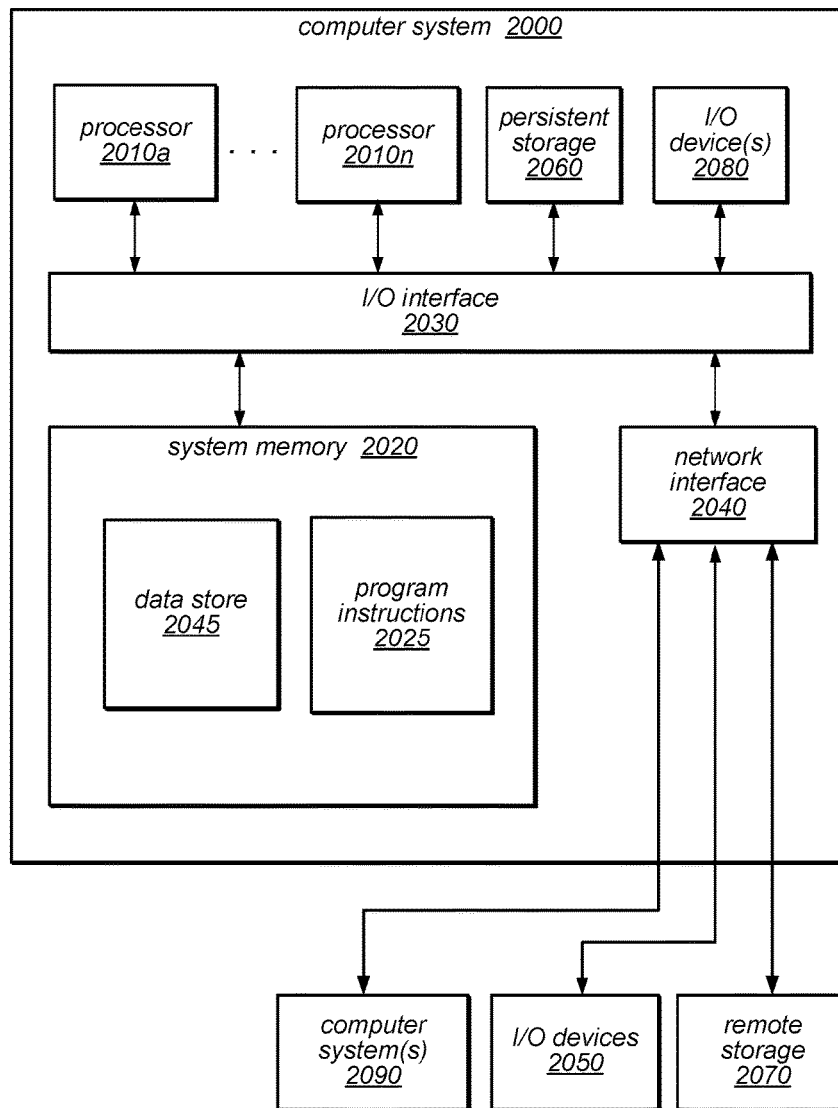 computer system 2000
processor
2010a
. . .
processor
2010n
persistent
storage
2060
I/O
device(s)
2080
I/O interface
2030
system memory 2020
network
interface
2040
data store
2045
program
instructions
2025
computer
system(s)
2090
I/O devices
2050
remote
storage
2070